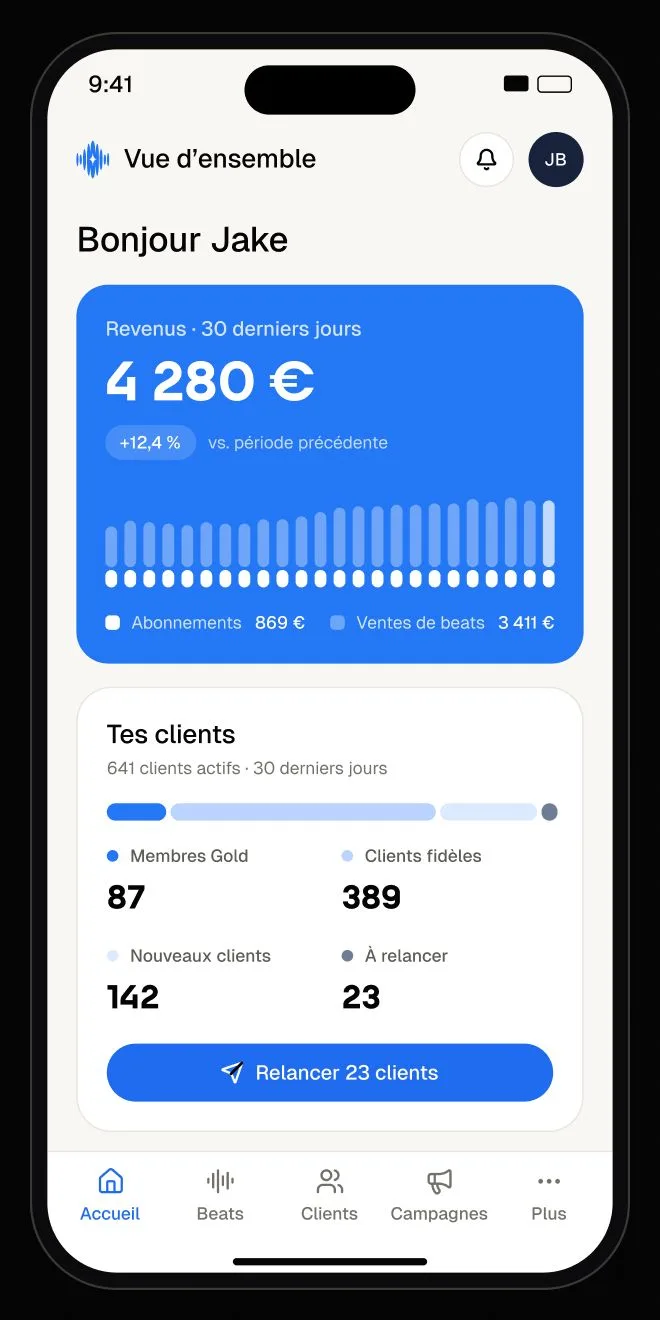 9:41
Vue d’ensemble
JB
Bonjour Jake
Revenus · 30 derniers jours
4 280 €
+12,4 % vs. période précédente
Abonnements 869 € Ventes de beats 3 411 €
Tes clients
641 clients actifs · 30 derniers jours
Membres Gold Clients fidèles
87 389
Nouveaux clients À relancer
142 23
Relancer 23 clients
Accueil Beats Clients Campagnes Plus